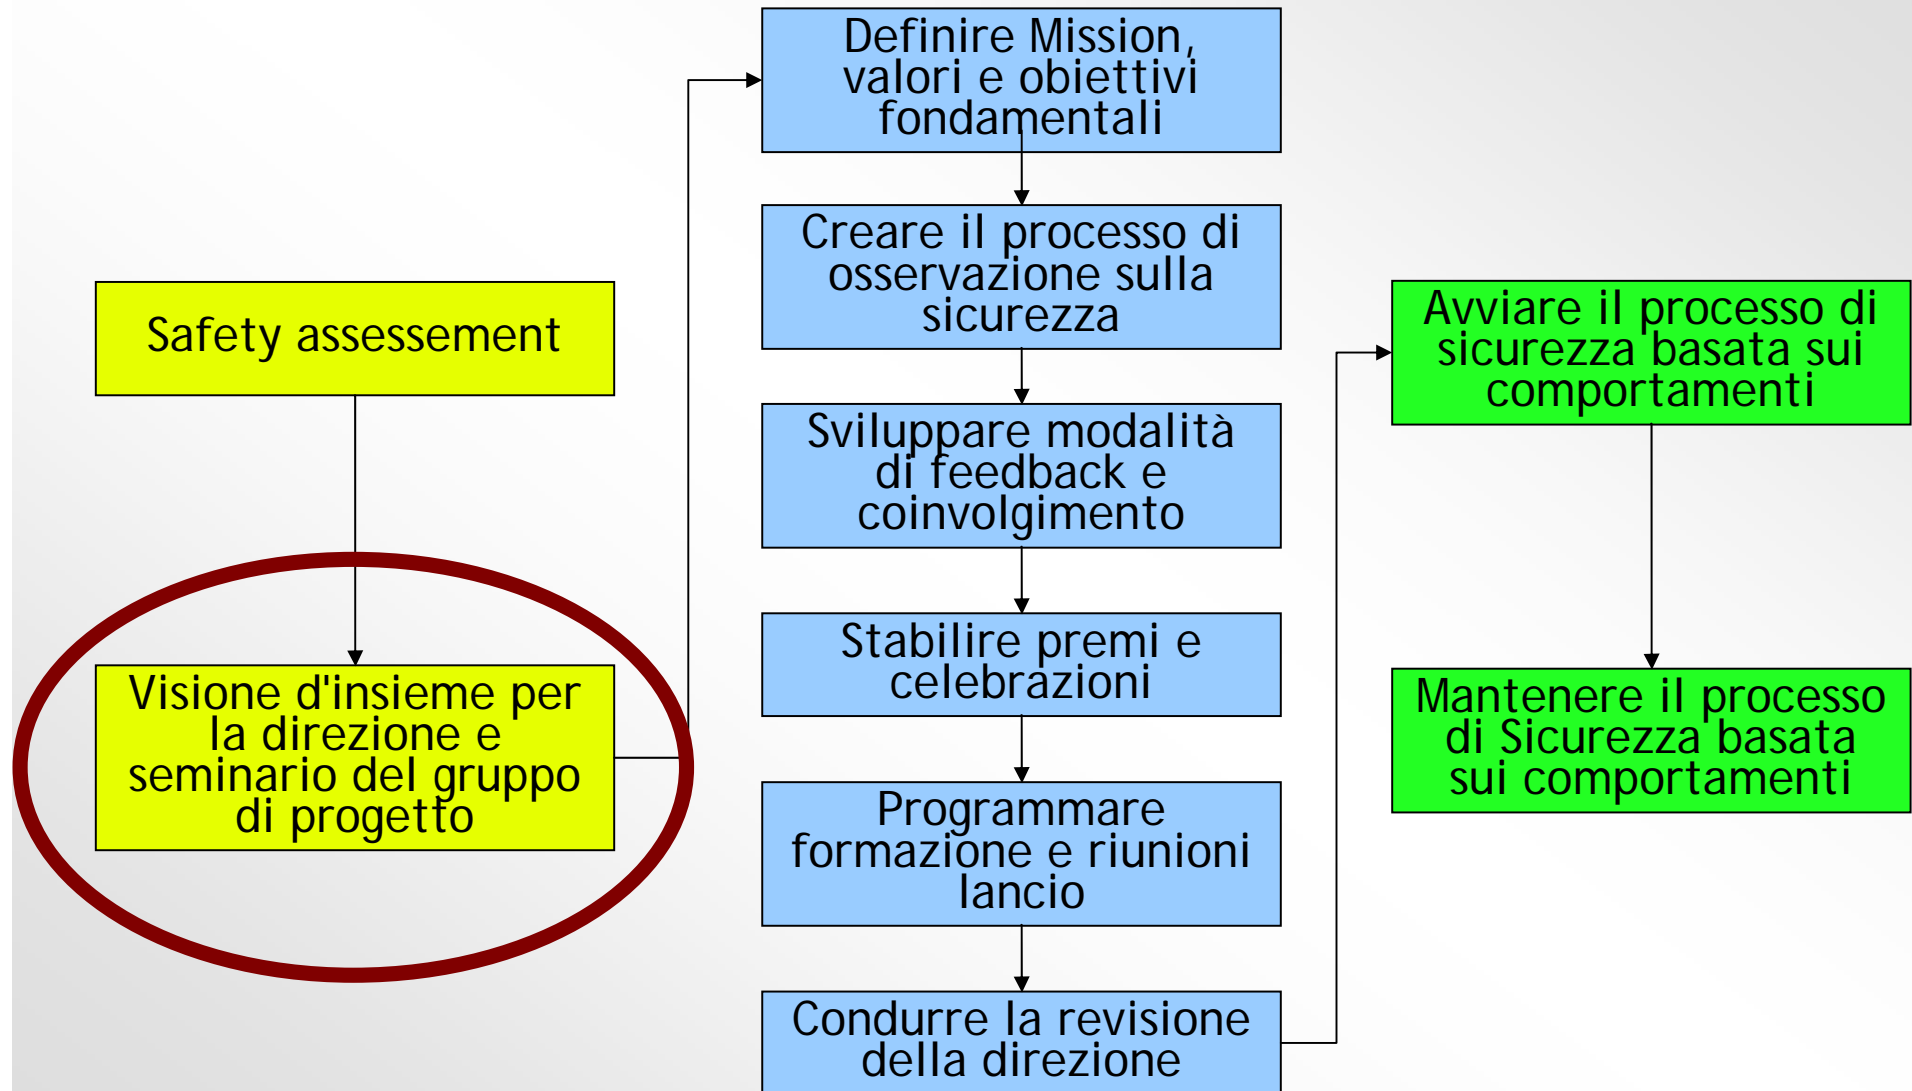 Safety assessement
Visione d'insieme per
la direzione e
seminario del gruppo
di progetto
Definire Mission,
valori e obiettivi
fondamentali
Creare il processo di
osservazione sulla
sicurezza
Sviluppare modalità
di feedback e
coinvolgimento
Stabilire premi e
celebrazioni
Programmare
formazione e riunioni
lancio
Condurre la revisione
della direzione
Avviare il processo di
sicurezza basata sui
comportamenti
Mantenere il processo
di Sicurezza basata
sui comportamenti